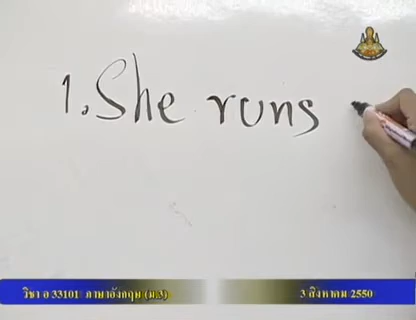 1. She runs
วิชา อ 33101 ภาษาอังกฤษ (ม.3) 3 สิงหาคม 2550